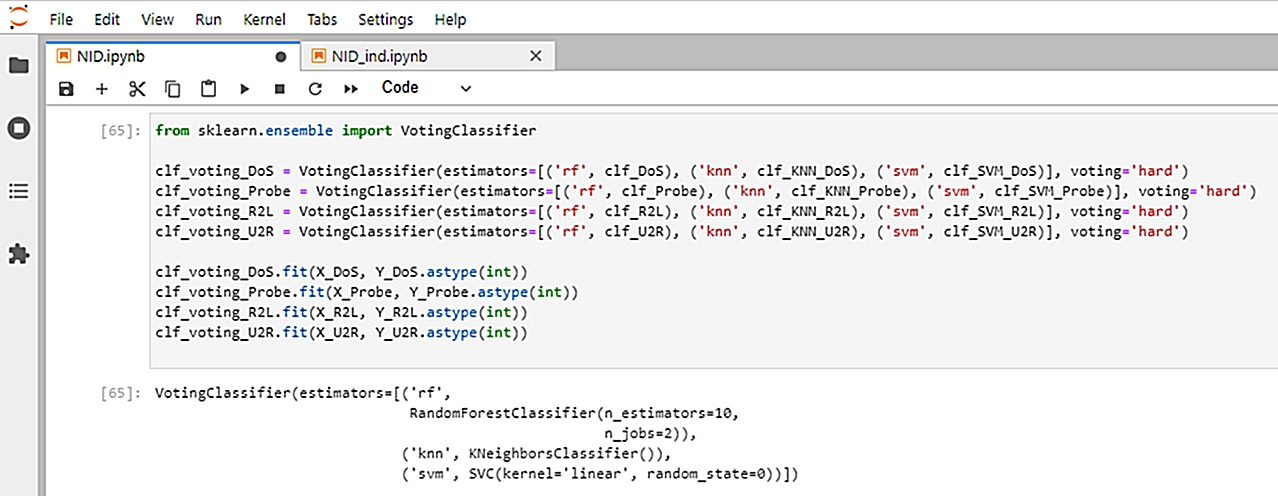 File Edit View Run Kernel Tabs Settings Help
NID.ipynb NID_ind.ipynb
Code
[65]: from sklearn.ensemble import VotingClassifier
clf_voting_DoS = VotingClassifier(estimators=[('rf', clf_DoS), ('knn', clf_KNN_DoS), ('svm', clf_SVM_DoS)], voting='hard')
clf_voting_Probe = VotingClassifier(estimators=[('rf', clf_Probe), ('knn', clf_KNN_Probe), ('svm', clf_SVM_Probe)], voting='hard')
clf_voting_R2L = VotingClassifier(estimators=[('rf', clf_R2L), ('knn', clf_KNN_R2L), ('svm', clf_SVM_R2L)], voting='hard')
clf_voting_U2R = VotingClassifier(estimators=[('rf', clf_U2R), ('knn', clf_KNN_U2R), ('svm', clf_SVM_U2R)], voting='hard')
clf_voting_DoS.fit(X_DoS, Y_DoS.astype(int))
clf_voting_Probe.fit(X_Probe, Y_Probe.astype(int))
clf_voting_R2L.fit(X_R2L, Y_R2L.astype(int))
clf_voting_U2R.fit(X_U2R, Y_U2R.astype(int))
[65]: VotingClassifier(estimators=[('rf',
RandomForestClassifier(n_estimators=10,
n_jobs=2)),
('knn', KNeighborsClassifier()),
('svm', SVC(kernel='linear', random_state=0))])